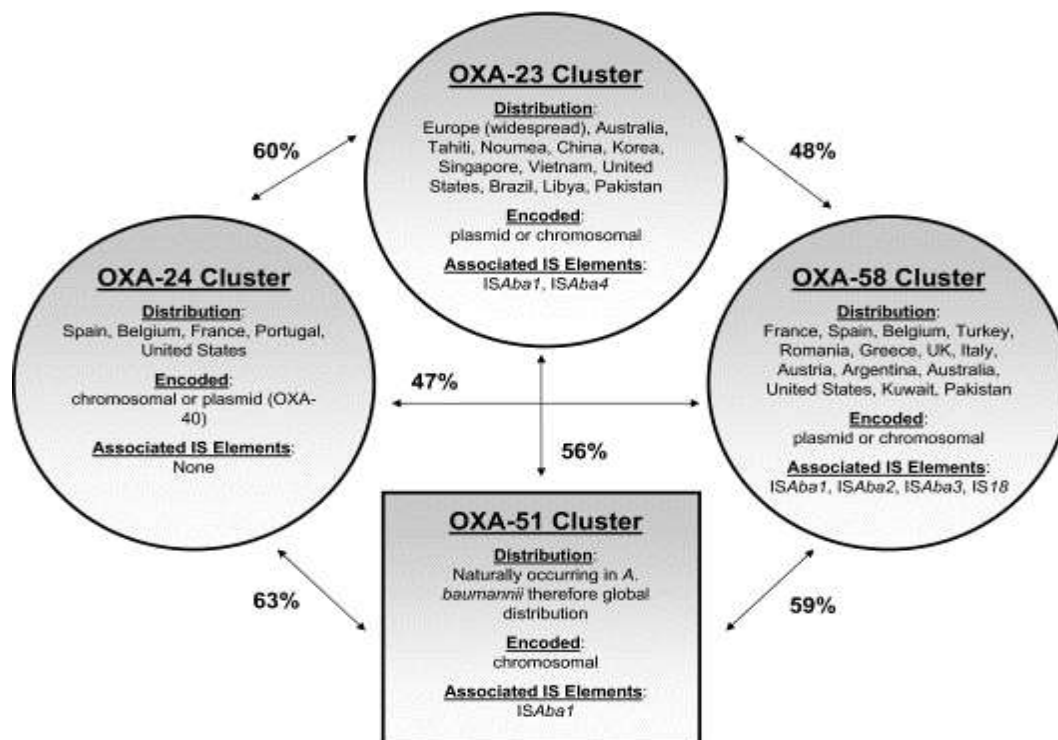 OXA-23 Cluster
Distribution:
Europe (widespread), Australia,
Tahiti, Noumea, China, Korea,
Singapore, Vietnam, United
States, Brazil, Libya, Pakistan
Encoded:
plasmid or chromosomal
Associated IS Elements:
ISAba1, ISAba4
60%
48%
OXA-24 Cluster
Distribution:
Spain, Belgium, France, Portugal,
United States
Encoded:
chromosomal or plasmid (OXA-
40)
Associated IS Elements:
None
OXA-58 Cluster
Distribution:
France, Spain, Belgium, Turkey,
Romania, Greece, UK, Italy,
Austria, Argentina, Australia,
United States, Kuwait, Pakistan
Encoded:
plasmid or chromosomal
Associated IS Elements:
ISAba1, ISAba2, ISAba3, IS18
47%
56%
OXA-51 Cluster
Distribution:
Naturally occurring in A.
baumannii therefore global
distribution
Encoded:
chromosomal
Associated IS Elements:
ISAba1
63%
59%